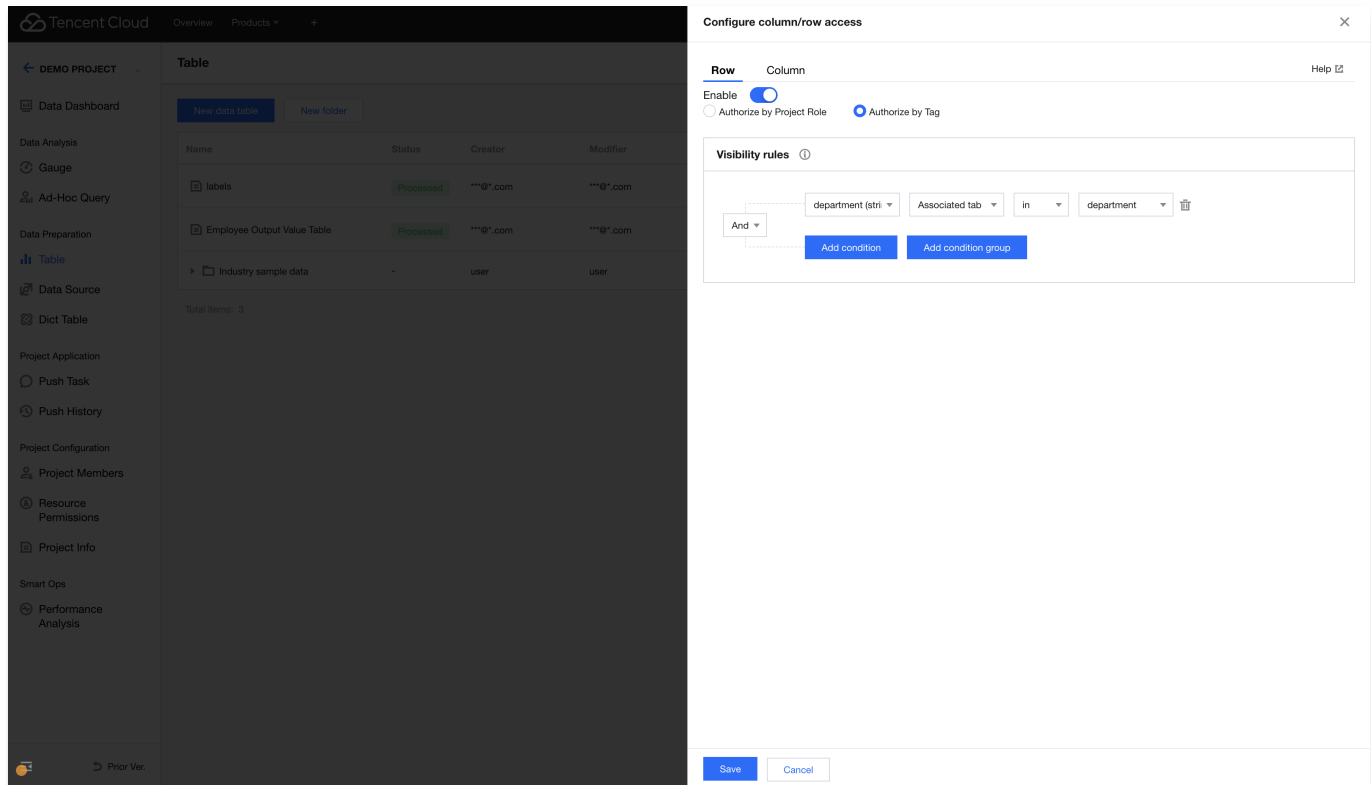 Tencent Cloud
Overview Products +
DEMO PROJECT
Data Dashboard
Data Analysis
Gauge
Ad-Hoc Query
Data Preparation
Table
Data Source
Dict Table
Project Application
Push Task
Push History
Project Configuration
Project Members
Resource
Permissions
Project Info
Smart Ops
Performance
Analysis
Prior Ver.
Table
New data table New folder
Name Status Creator Modifier
labels Processed ***@*.com ***@*.com
Employee Output Value Table Processed ***@*.com ***@*.com
Industry sample data - user user
Total items: 3
Configure column/row access
Row Column Help
Enable
Authorize by Project Role Authorize by Tag
Visibility rules
And
department (stri Associated tab in department
Add condition Add condition group
Save Cancel